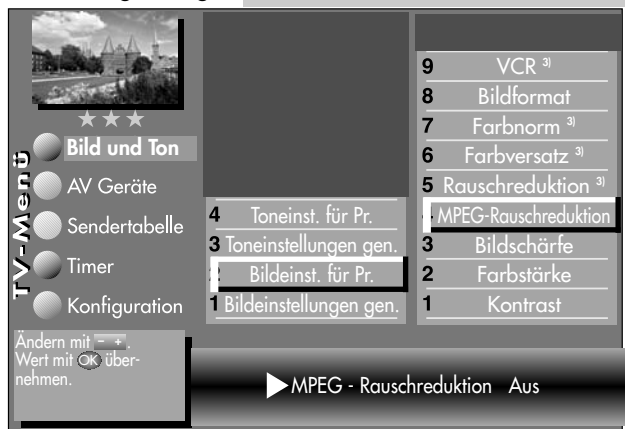 TV-Menü
Bild und Ton
AV Geräte
Sendertabelle
Timer
Konfiguration
4 Toneinst. für Pr.
3 Toneinstellungen gen.
2 Bildeinst. für Pr.
1 Bildeinstellungen gen.
9 VCR 3)
8 Bildformat
7 Farbnorm 3)
6 Farbversatz 3)
5 Rauschreduktion 3)
4 MPEG-Rauschreduktion
3 Bildschärfe
2 Farbstärke
1 Kontrast
Ändern mit - + .
Wert mit OK über-
nehmen.
MPEG - Rauschreduktion Aus